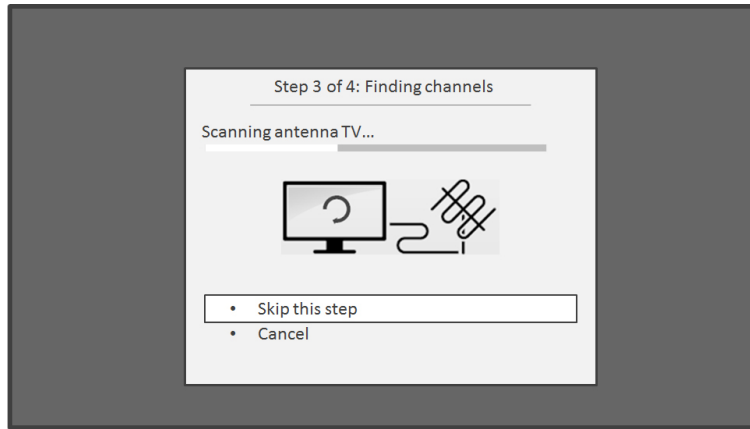 Step 3 of 4: Finding channels
Scanning antenna TV...
• Skip this step
• Cancel